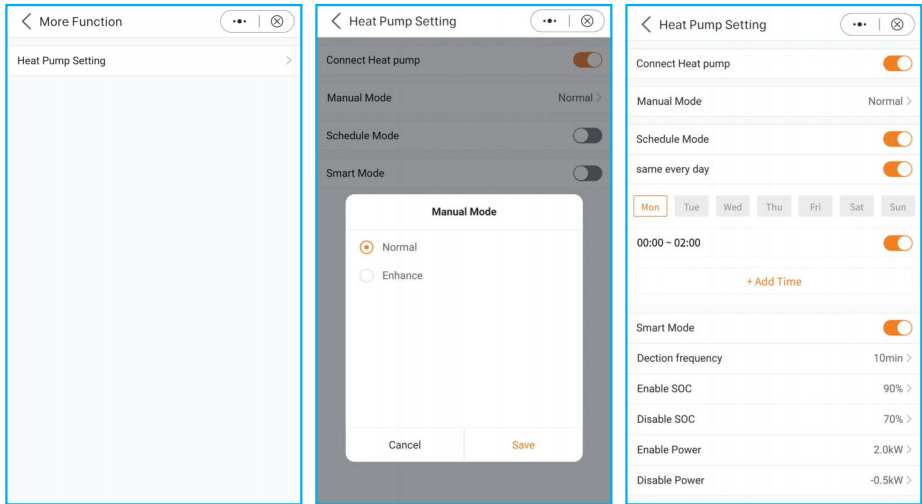 More Function
Heat Pump Setting
Heat Pump Setting
Connect Heat pump
Manual Mode Normal
Schedule Mode
Smart Mode
Manual Mode
Normal
Enhance
Cancel Save
Heat Pump Setting
Connect Heat pump
Manual Mode Normal
Schedule Mode
same every day
Mon Tue Wed Thu Fri Sat Sun
00:00 ~ 02:00
+ Add Time
Smart Mode
Dection frequency 10min
Enable SOC 90%
Disable SOC 70%
Enable Power 2.0kW
Disable Power -0.5kW